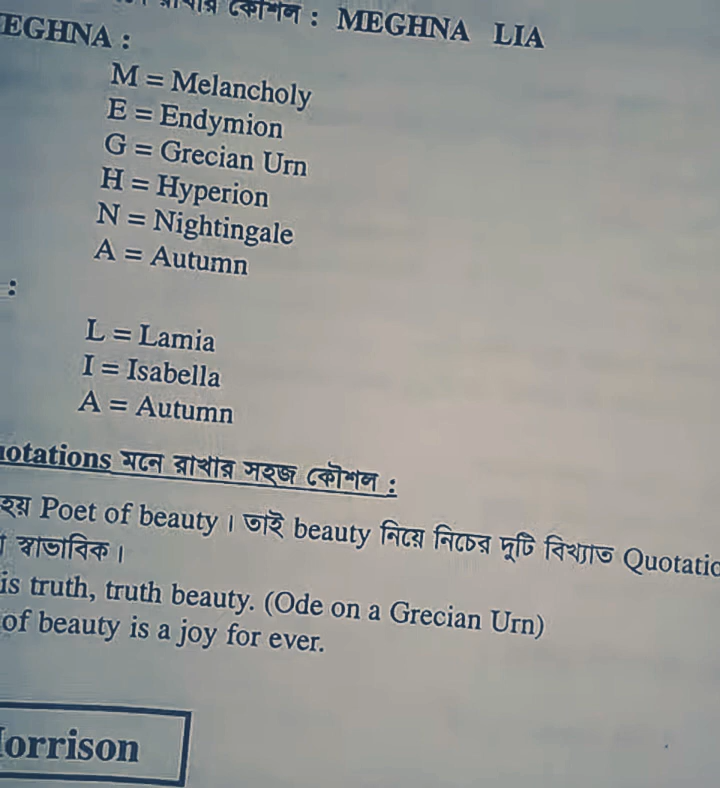 রাখার কৌশল : MEGHNA LIA
EGHNA :
M = Melancholy
E = Endymion
G = Grecian Urn
H = Hyperion
N = Nightingale
A = Autumn
:
L = Lamia
I = Isabella
A = Autumn
otations মনে রাখার সহজ কৌশল :
হয় Poet of beauty । তাই beauty নিয়ে নিচের দুটি বিখ্যাত Quotatio
স্বাভাবিক ।
is truth, truth beauty. (Ode on a Grecian Urn)
of beauty is a joy for ever.
orrison